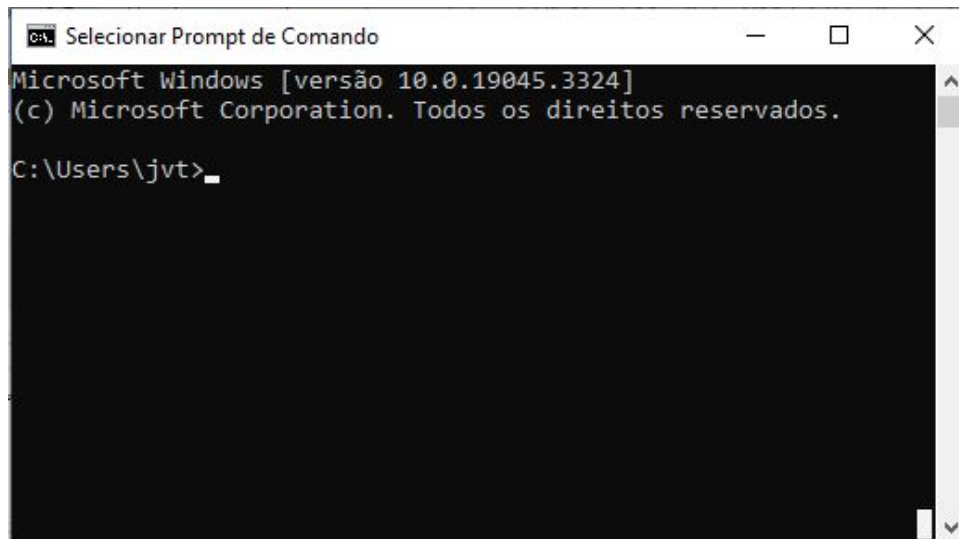 Selecionar Prompt de Comando
Microsoft Windows [versão 10.0.19045.3324]
(c) Microsoft Corporation. Todos os direitos reservados.
C:\Users\jvt>